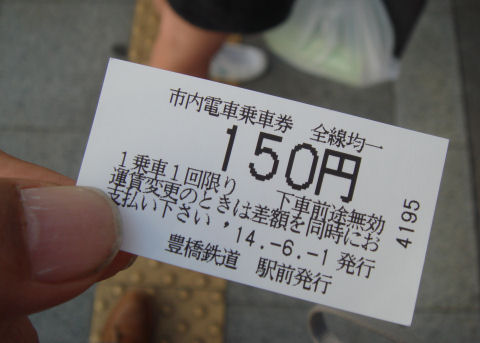 市内電車乗車券 全線均一
150円
1乗車1回限り 下車前途無効
運賃変更のときは差額を同時にお
支払い下さい '14.-6.-1発行
豊橋鉄道 駅前発行
4195